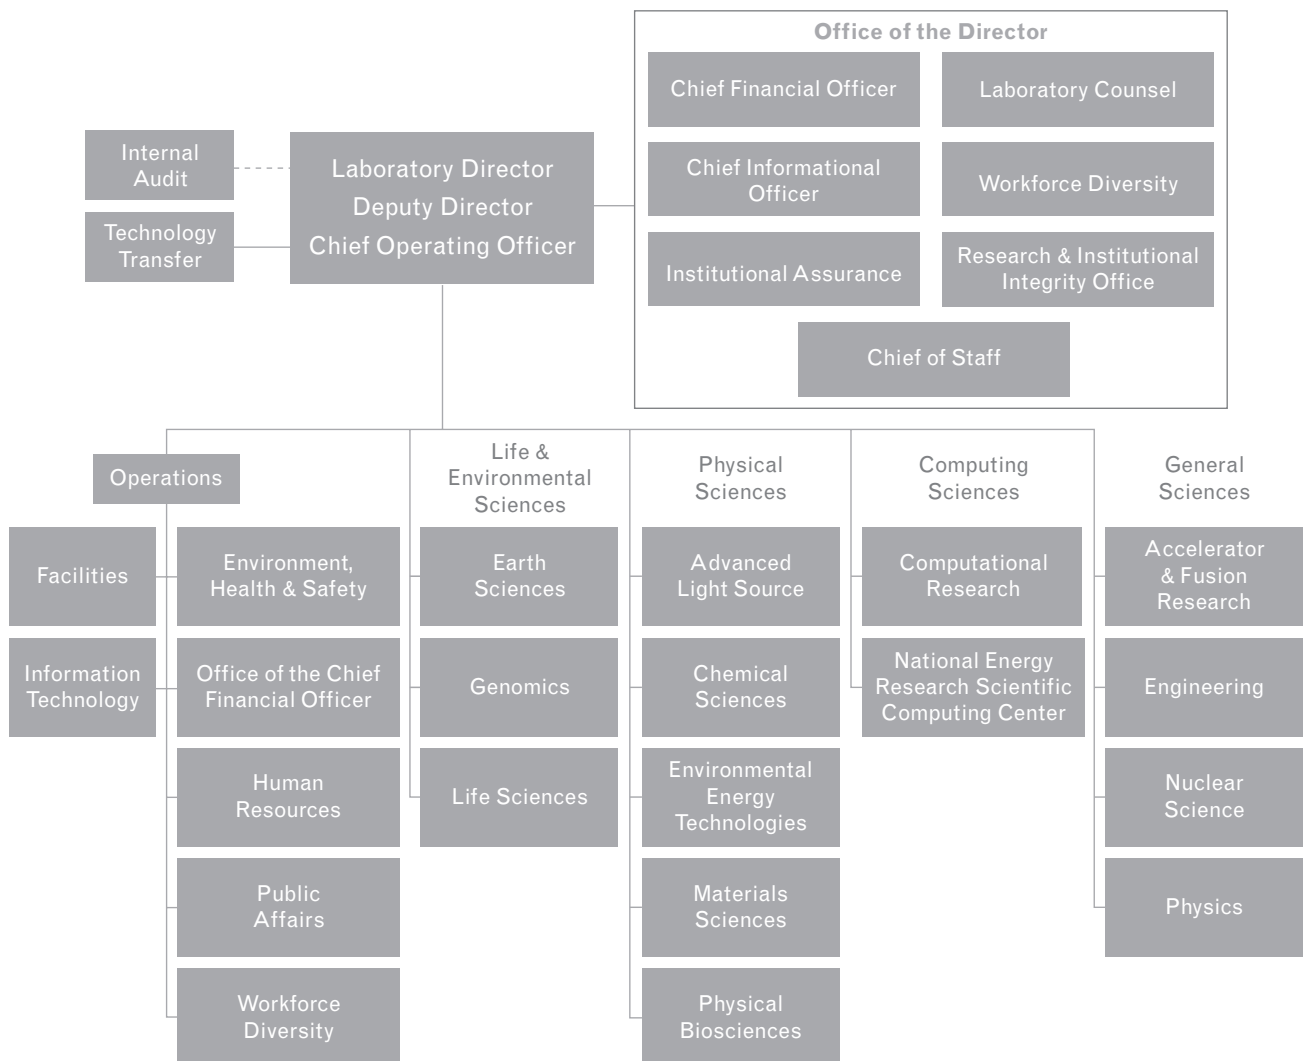 Office of the Director
Chief Financial Officer
Laboratory Counsel
Internal
Audit
Laboratory Director
Deputy Director
Chief Operating Officer
Chief Informational
Officer
Workforce Diversity
Technology
Transfer
Institutional Assurance
Research & Institutional
Integrity Office
Chief of Staff
Operations
Life &
Environmental
Sciences
Physical
Sciences
Computing
Sciences
General
Sciences
Facilities
Environment,
Health & Safety
Earth
Sciences
Advanced
Light Source
Computational
Research
Accelerator
& Fusion
Research
Information
Technology
Office of the Chief
Financial Officer
Genomics
Chemical
Sciences
National Energy
Research Scientific
Computing Center
Engineering
Human
Resources
Life Sciences
Environmental
Energy
Technologies
Nuclear
Science
Public
Affairs
Materials
Sciences
Physics
Workforce
Diversity
Physical
Biosciences